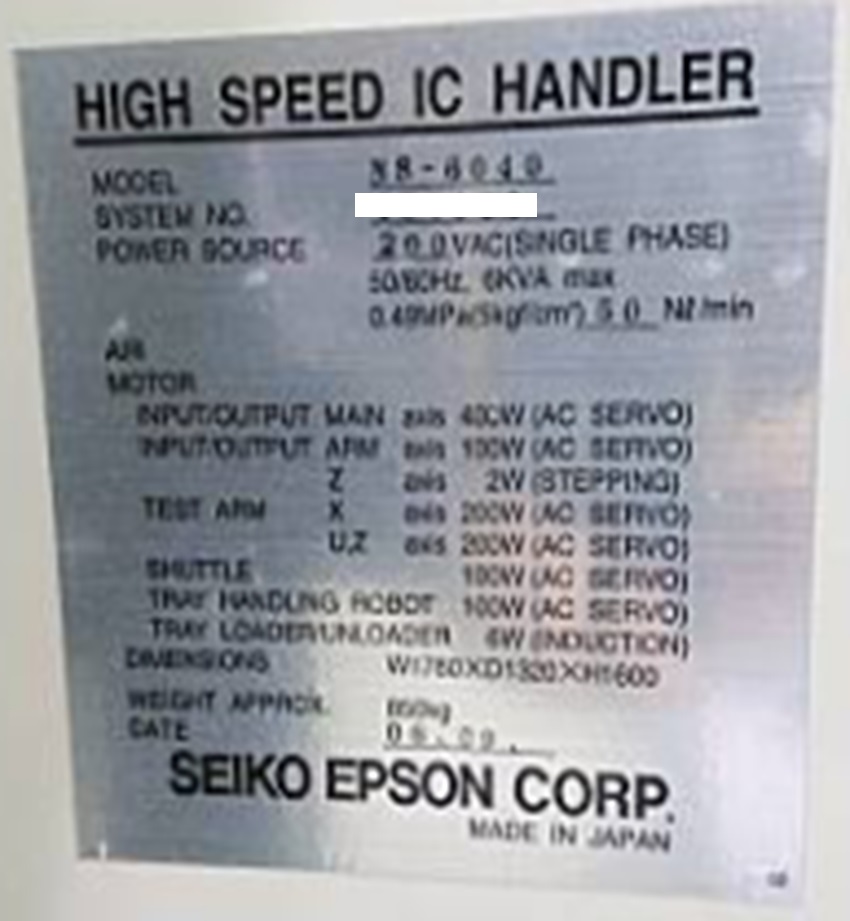 HIGH SPEED IC HANDLER
MODEL NS-6040
SYSTEM NO.
POWER SOURCE 200VAC(SINGLE PHASE)
50/60Hz, 6KVA max
0.49MPa(5kgf/cm²) 50 Nℓ/min
AIR
MOTOR
INPUT/OUTPUT MAIN axis 400W (AC SERVO)
INPUT/OUTPUT ARM axis 100W (AC SERVO)
Z axis 2W (STEPPING)
TEST ARM X axis 200W (AC SERVO)
U,Z axis 200W (AC SERVO)
SHUTTLE 100W (AC SERVO)
TRAY HANDLING ROBOT 100W (AC SERVO)
TRAY LOADER/UNLOADER 6W (INDUCTION)
DIMENSIONS W1760XD1320XH1600
WEIGHT APPROX. 650kg
DATE 06.09.
SEIKO EPSON CORP.
MADE IN JAPAN